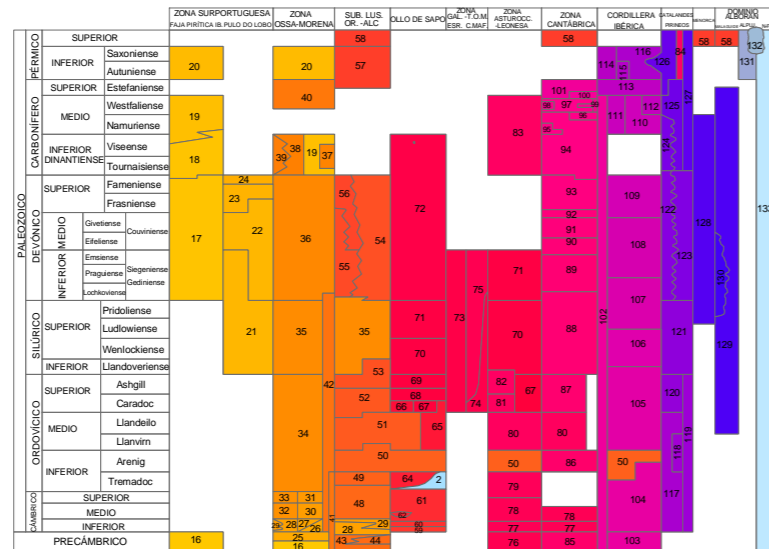 ZONA SURPORTUGUESA
FAJA PIRÍTICA IB. PULO DO LOBO
ZONA
OSSA-MORENA
SUB. LUS.
OR. -ALC
OLLO DE SAPO
ZONA
GAL. -T.O.M.
ESR. C.MAF.
ZONA
ASTUROCC.
-LEONESA
ZONA
CANTÁBRICA
CORDILLERA
IBÉRICA
CATALANIDES
PIRINEOS
MENORCA
DOMINIO
ALBORAN
MALAGUIDE ALPUJ.
PALEOZOICO
PÉRMICO
SUPERIOR
58 58 58 58 84 132
INFERIOR
Saxoniense
Autuniense
20 20 57 114 115 116 126 131
CARBONÍFERO
SUPERIOR
Estefaniense
40 101 113 127
MEDIO
Westfaliense
Namuriense
19 83 100 98 97 99 96 95 111 112 110 125
INFERIOR
DINANTIENSE
Viseense
Tournaisiense
18 39 38 19 37 94 124
DEVÓNICO
SUPERIOR
Fameniense
Frasniense
24 23 56 72 93 109 122 128
MEDIO
Givetiense
Eifeliense
Couviniense
17 22 36 54 92 91 90 108 123
INFERIOR
Emsiense
Praguiense
Lochkoviense
Siegeniense
Gediniense
55 75 71 89 107 130
SILÚRICO
SUPERIOR
Pridoliense
Ludlowiense
Wenlockiense
21 35 35 71 70 73 70 88 102 106 121 129
INFERIOR
Llandoveriense
53
ORDOVÍCICO
SUPERIOR
Ashgill
Caradoc
42 52 69 68 66 67 74 82 67 81 87 105 120 119
MEDIO
Llandeilo
Llanvirn
34 51 65 80 80 118
INFERIOR
Arenig
Tremadoc
50 50 86 50 49 64 2 79 117
CÁMBRICO
SUPERIOR
33 31 48 61 104
MEDIO
32 30 62 78 78
INFERIOR
28 27 26 41 28 29 60 59 77 77
PRECÁMBRICO
16 25 16 43 44 76 85 103